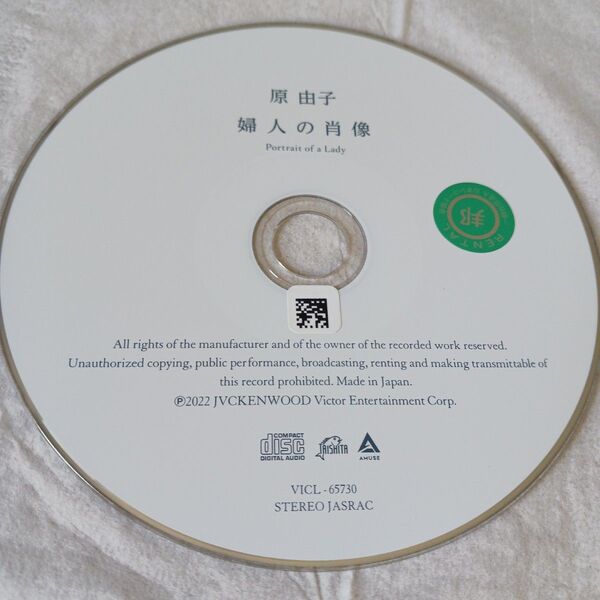 原 由子
婦人の肖像
Portrait of a Lady
RENTAL
邦
All rights of the manufacturer and of the owner of the recorded work reserved.
Unauthorized copying, public performance, broadcasting, renting and making transmittable of
this record prohibited. Made in Japan.
℗2022 JVCKENWOOD Victor Entertainment Corp.
COMPACT
disc
DIGITAL AUDIO
TAISHITA
AMUSE
VICL-65730
STEREO JASRAC